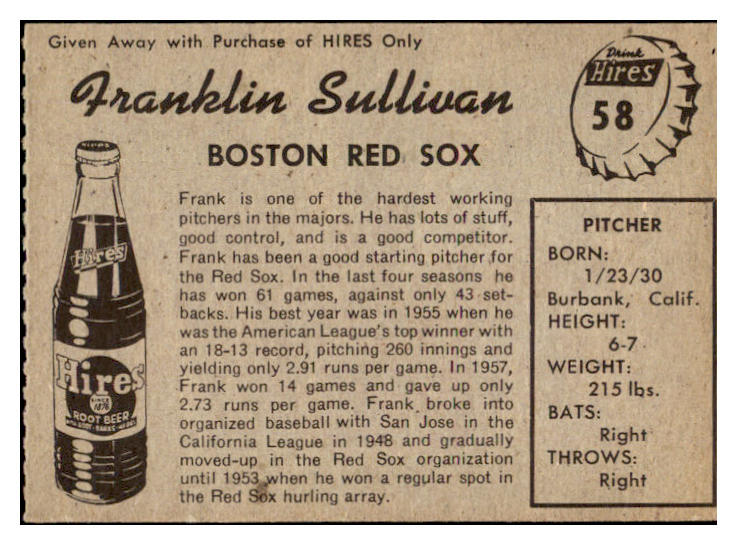 Given Away with Purchase of HIRES Only
Franklin Sullivan
BOSTON RED SOX
Drink
Hires
58
Frank is one of the hardest working
pitchers in the majors. He has lots of stuff,
good control, and is a good competitor.
Frank has been a good starting pitcher for
the Red Sox. In the last four seasons he
has won 61 games, against only 43 set-
backs. His best year was in 1955 when he
was the American League's top winner with
an 18-13 record, pitching 260 innings and
yielding only 2.91 runs per game. In 1957,
Frank won 14 games and gave up only
2.73 runs per game. Frank broke into
organized baseball with San Jose in the
California League in 1948 and gradually
moved-up in the Red Sox organization
until 1953 when he won a regular spot in
the Red Sox hurling array.
PITCHER
BORN:
1/23/30
Burbank, Calif.
HEIGHT:
6-7
WEIGHT:
215 lbs.
BATS:
Right
THROWS:
Right
HIRES
Hires
Hires
SINCE
1876
ROOT BEER